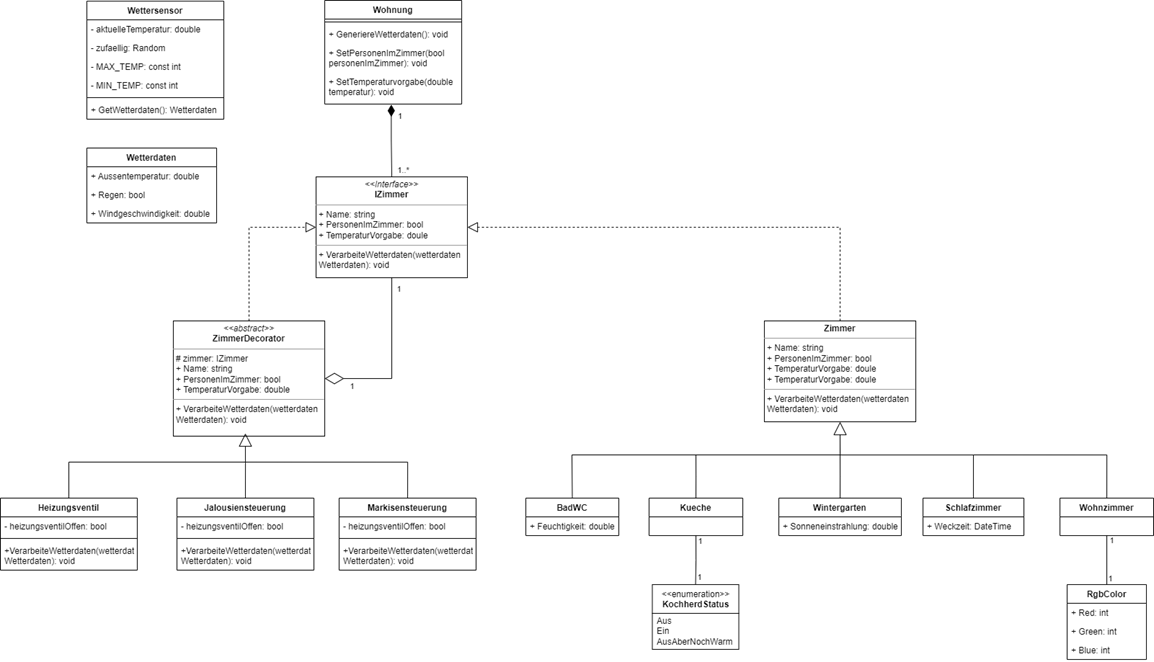 Wettersensor
- aktuelleTemperatur: double
- zufaellig: Random
- MAX_TEMP: const int
- MIN_TEMP: const int
+ GetWetterdaten(): Wetterdaten
Wohnung
+ GeneriereWetterdaten(): void
+ SetPersonenImZimmer(bool
personenImZimmer): void
+ SetTemperaturvorgabe(double
temperatur): void
1
1..*
Wetterdaten
+ Aussentemperatur: double
+ Regen: bool
+ Windgeschwindigkeit: double
<<Interface>>
IZimmer
+ Name: string
+ PersonenImZimmer: bool
+ TemperaturVorgabe: doule
+ VerarbeiteWetterdaten(wetterdaten
Wetterdaten): void
1
1
<<abstract>>
ZimmerDecorator
# zimmer: IZimmer
+ Name: string
+ PersonenImZimmer: bool
+ TemperaturVorgabe: double
+ VerarbeiteWetterdaten(wetterdaten
Wetterdaten): void
Zimmer
+ Name: string
+ PersonenImZimmer: bool
+ TemperaturVorgabe: doule
+ TemperaturVorgabe: doule
+ VerarbeiteWetterdaten(wetterdaten
Wetterdaten): void
Heizungsventil
- heizungsventilOffen: bool
+VerarbeiteWetterdaten(wetterdat
Wetterdaten): void
Jalousiensteuerung
- heizungsventilOffen: bool
+VerarbeiteWetterdaten(wetterdat
Wetterdaten): void
Markisensteuerung
- heizungsventilOffen: bool
+VerarbeiteWetterdaten(wetterdat
Wetterdaten): void
BadWC
+ Feuchtigkeit: double
Kueche
Wintergarten
+ Sonneneinstrahlung: double
Schlafzimmer
+ Weckzeit: DateTime
Wohnzimmer
1
1
<<enumeration>>
KochherdStatus
Aus
Ein
AusAberNochWarm
1
1
RgbColor
+ Red: int
+ Green: int
+ Blue: int